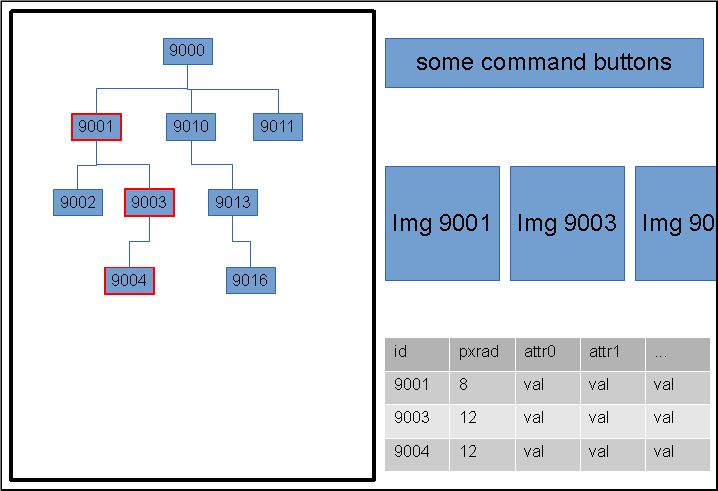 9000
9001
9010
9011
9002
9003
9013
9004
9016
some command buttons
Img 9001
Img 9003
Img 90
id pxrad attr0 attr1 ...
9001 8 val val val
9003 12 val val val
9004 12 val val val